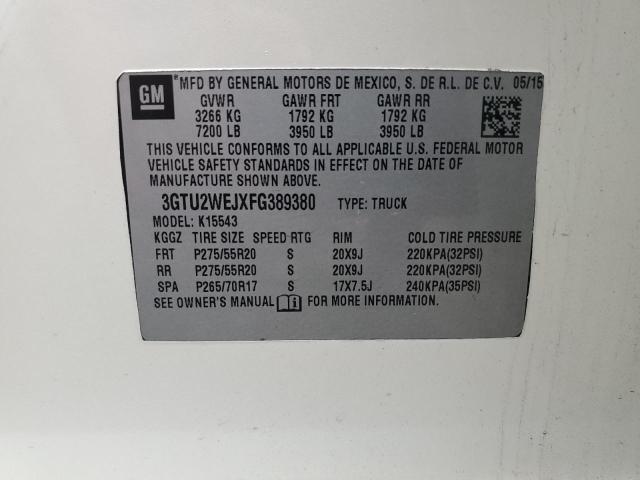 GM
*MFD BY GENERAL MOTORS DE MEXICO, S. DE R.L. DE C.V. 05/15
GVWR GAWR FRT GAWR RR
3266 KG 1792 KG 1792 KG
7200 LB 3950 LB 3950 LB
THIS VEHICLE CONFORMS TO ALL APPLICABLE U.S. FEDERAL MOTOR
VEHICLE SAFETY STANDARDS IN EFFECT ON THE DATE OF
MANUFACTURE SHOWN ABOVE.
3GTU2WEJXFG389380 TYPE: TRUCK
MODEL: K15543
KGGZ TIRE SIZE SPEED RTG RIM COLD TIRE PRESSURE
FRT P275/55R20 S 20X9J 220KPA(32PSI)
RR P275/55R20 S 20X9J 220KPA(32PSI)
SPA P265/70R17 S 17X7.5J 240KPA(35PSI)
SEE OWNER'S MANUAL FOR MORE INFORMATION.